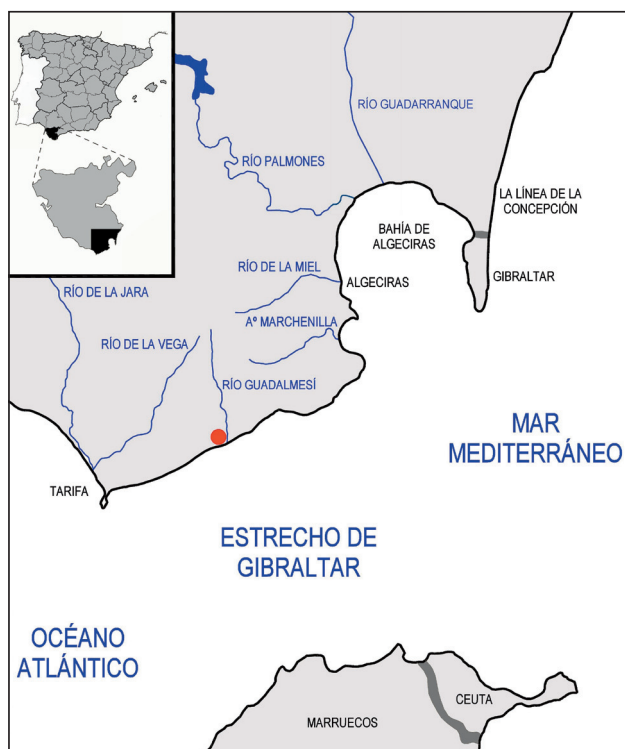 RÍO GUADARRANQUE
RÍO PALMONES
LA LÍNEA DE LA
CONCEPCIÓN
BAHÍA DE
ALGECIRAS
RÍO DE LA MIEL
ALGECIRAS
GIBRALTAR
RÍO DE LA JARA
Aº MARCHENILLA
RÍO DE LA VEGA
RÍO GUADALMESÍ
MAR
MEDITERRÁNEO
TARIFA
ESTRECHO DE
GIBRALTAR
OCÉANO
ATLÁNTICO
CEUTA
MARRUECOS